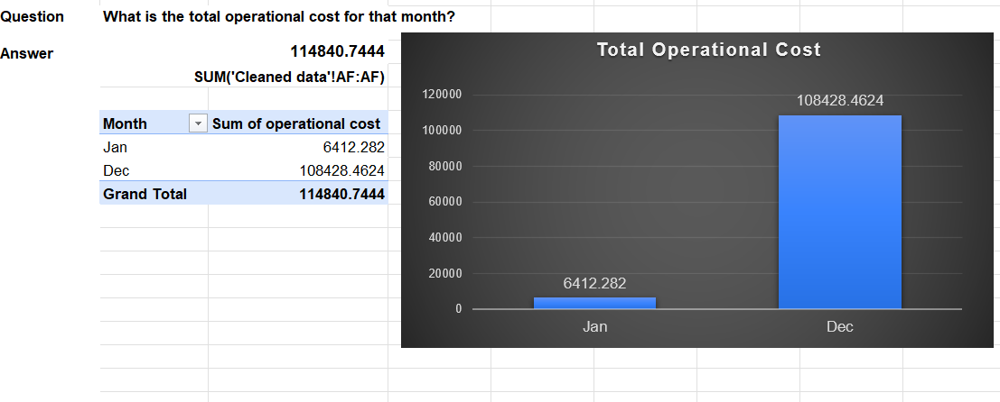 Question What is the total operational cost for that month?
Answer 114840.7444
SUM('Cleaned data'!AF:AF)
Month Sum of operational cost
Jan 6412.282
Dec 108428.4624
Grand Total 114840.7444
Total Operational Cost
120000
100000
80000
60000
40000
20000
0
6412.282
108428.4624
Jan Dec